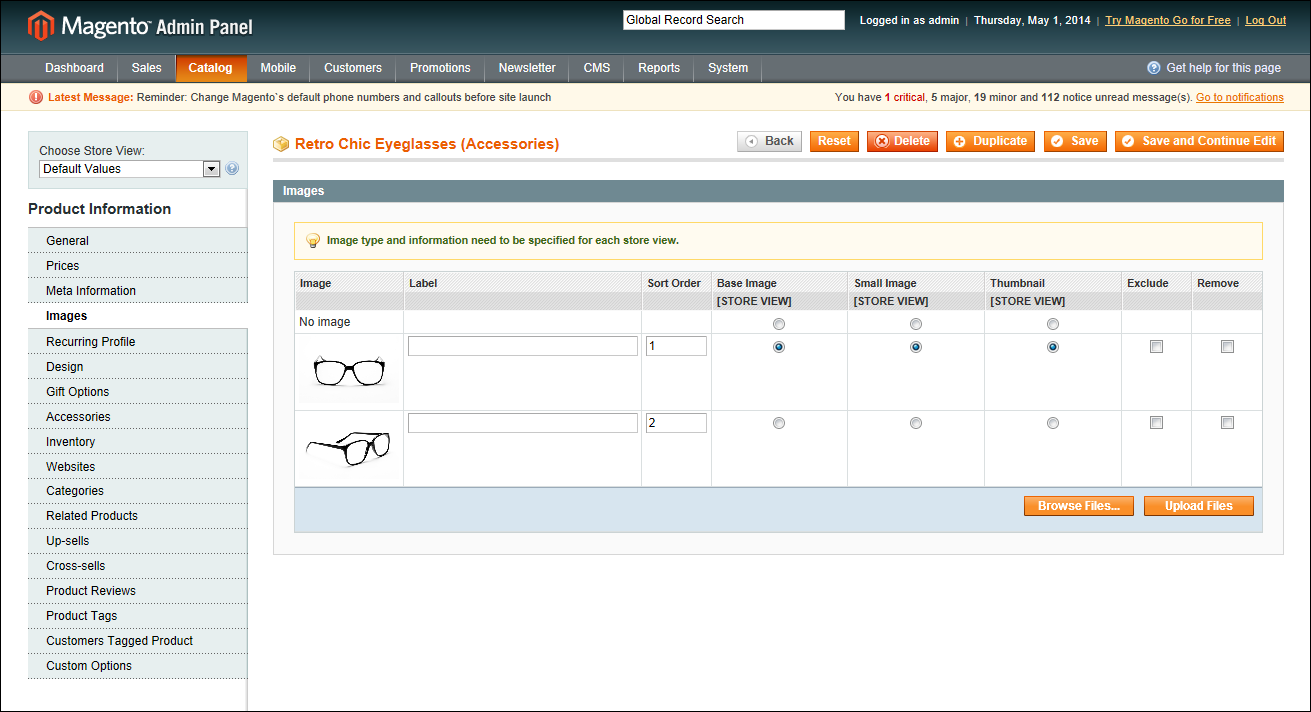 Magento™ Admin Panel
Global Record Search
Logged in as admin | Thursday, May 1, 2014 | Try Magento Go for Free | Log Out
Dashboard Sales Catalog Mobile Customers Promotions Newsletter CMS Reports System
Get help for this page
Latest Message: Reminder: Change Magento`s default phone numbers and callouts before site launch
You have 1 critical, 5 major, 19 minor and 112 notice unread message(s). Go to notifications
Choose Store View:
Default Values
Product Information
General
Prices
Meta Information
Images
Recurring Profile
Design
Gift Options
Accessories
Inventory
Websites
Categories
Related Products
Up-sells
Cross-sells
Product Reviews
Product Tags
Customers Tagged Product
Custom Options
Retro Chic Eyeglasses (Accessories)
Back Reset Delete Duplicate Save Save and Continue Edit
Images
Image type and information need to be specified for each store view.
Image Label Sort Order Base Image Small Image Thumbnail Exclude Remove
[STORE VIEW] [STORE VIEW] [STORE VIEW]
No image
1
2
Browse Files... Upload Files